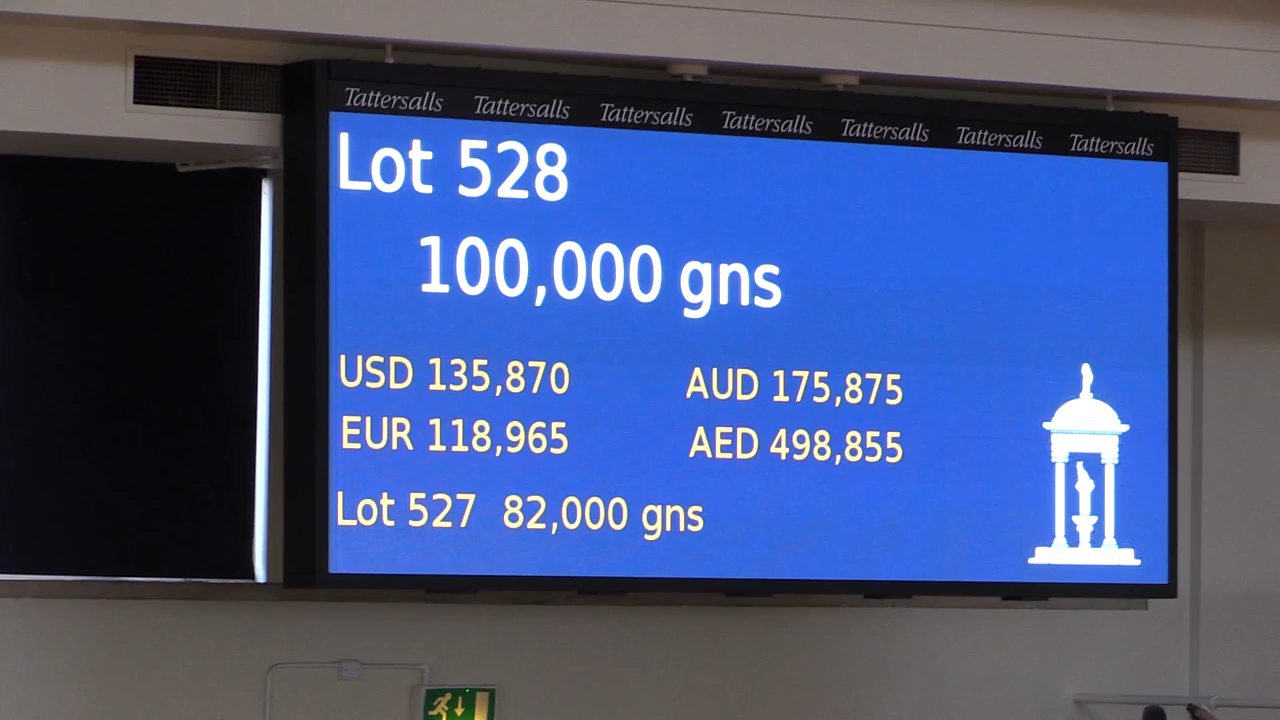 Tattersalls Tattersalls Tattersalls Tattersalls Tattersalls Tattersalls Tattersalls
Lot 528
100,000 gns
USD 135,870 AUD 175,875
EUR 118,965 AED 498,855
Lot 527 82,000 gns